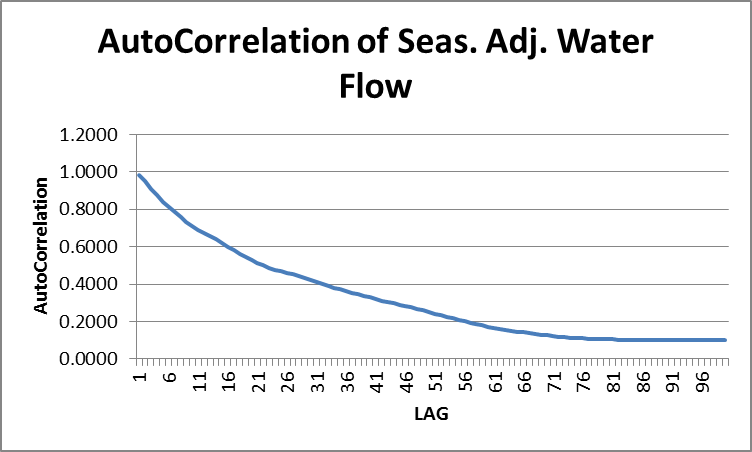 AutoCorrelation of Seas. Adj. Water
Flow
AutoCorrelation
1.2000
1.0000
0.8000
0.6000
0.4000
0.2000
0.0000
1 6 11 16 21 26 31 36 41 46 51 56 61 66 71 76 81 86 91 96
LAG